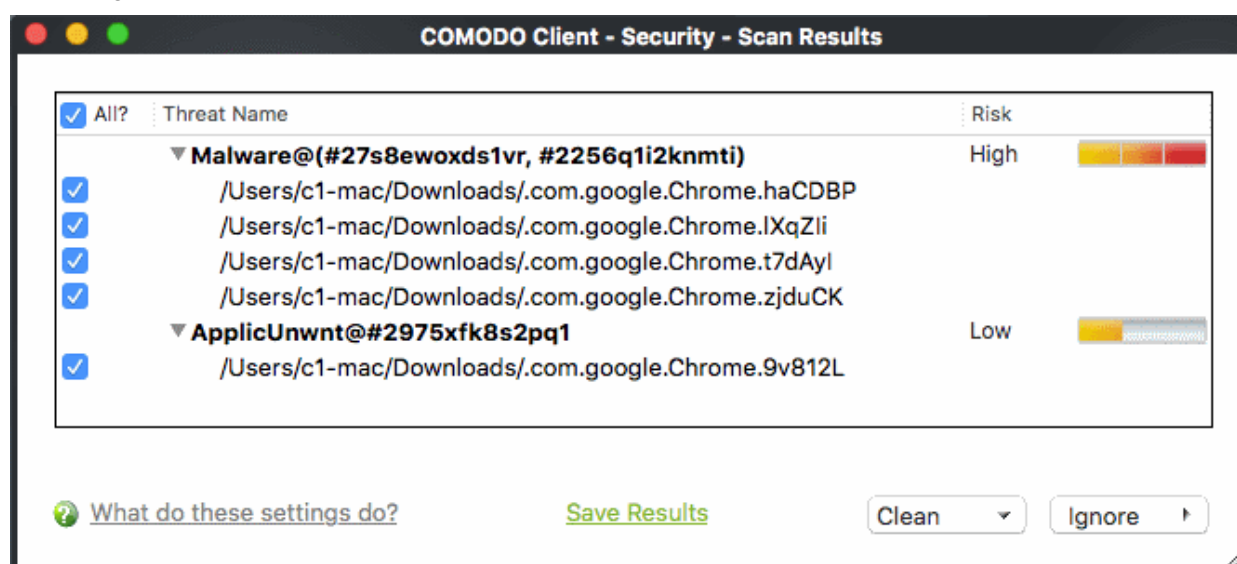 COMODO Client - Security - Scan Results
All? Threat Name Risk
Malware@(#27s8ewoxds1vr, #2256q1i2knmti) High
/Users/c1-mac/Downloads/.com.google.Chrome.haCDBP
/Users/c1-mac/Downloads/.com.google.Chrome.lXqZli
/Users/c1-mac/Downloads/.com.google.Chrome.t7dAyl
/Users/c1-mac/Downloads/.com.google.Chrome.zjduCK
ApplicUnwnt@#2975xfk8s2pq1 Low
/Users/c1-mac/Downloads/.com.google.Chrome.9v812L
What do these settings do? Save Results Clean Ignore